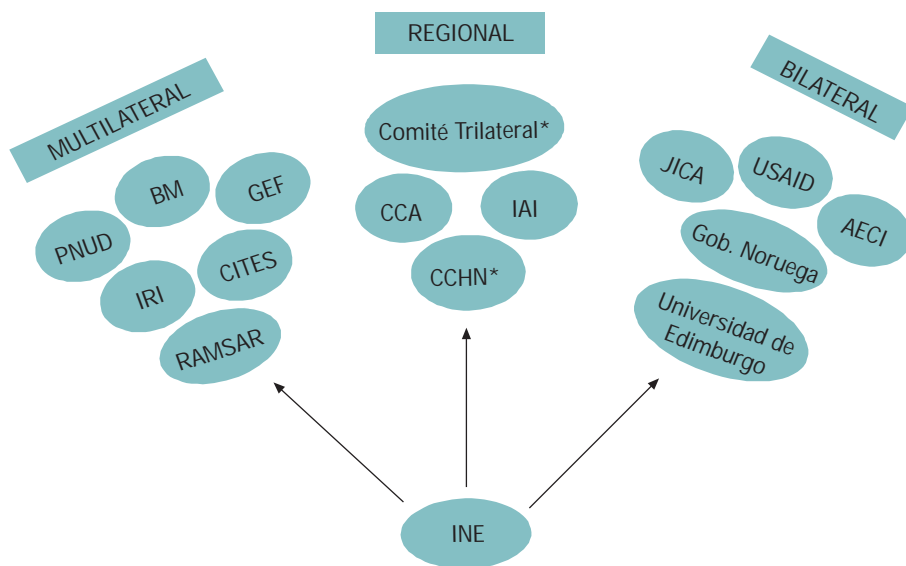 REGIONAL
MULTILATERAL
BILATERAL
Comité Trilateral*
CCA
IAI
CCHN*
BM
GEF
PNUD
CITES
IRI
RAMSAR
JICA
USAID
AECI
Gob. Noruega
Universidad de
Edimburgo
INE